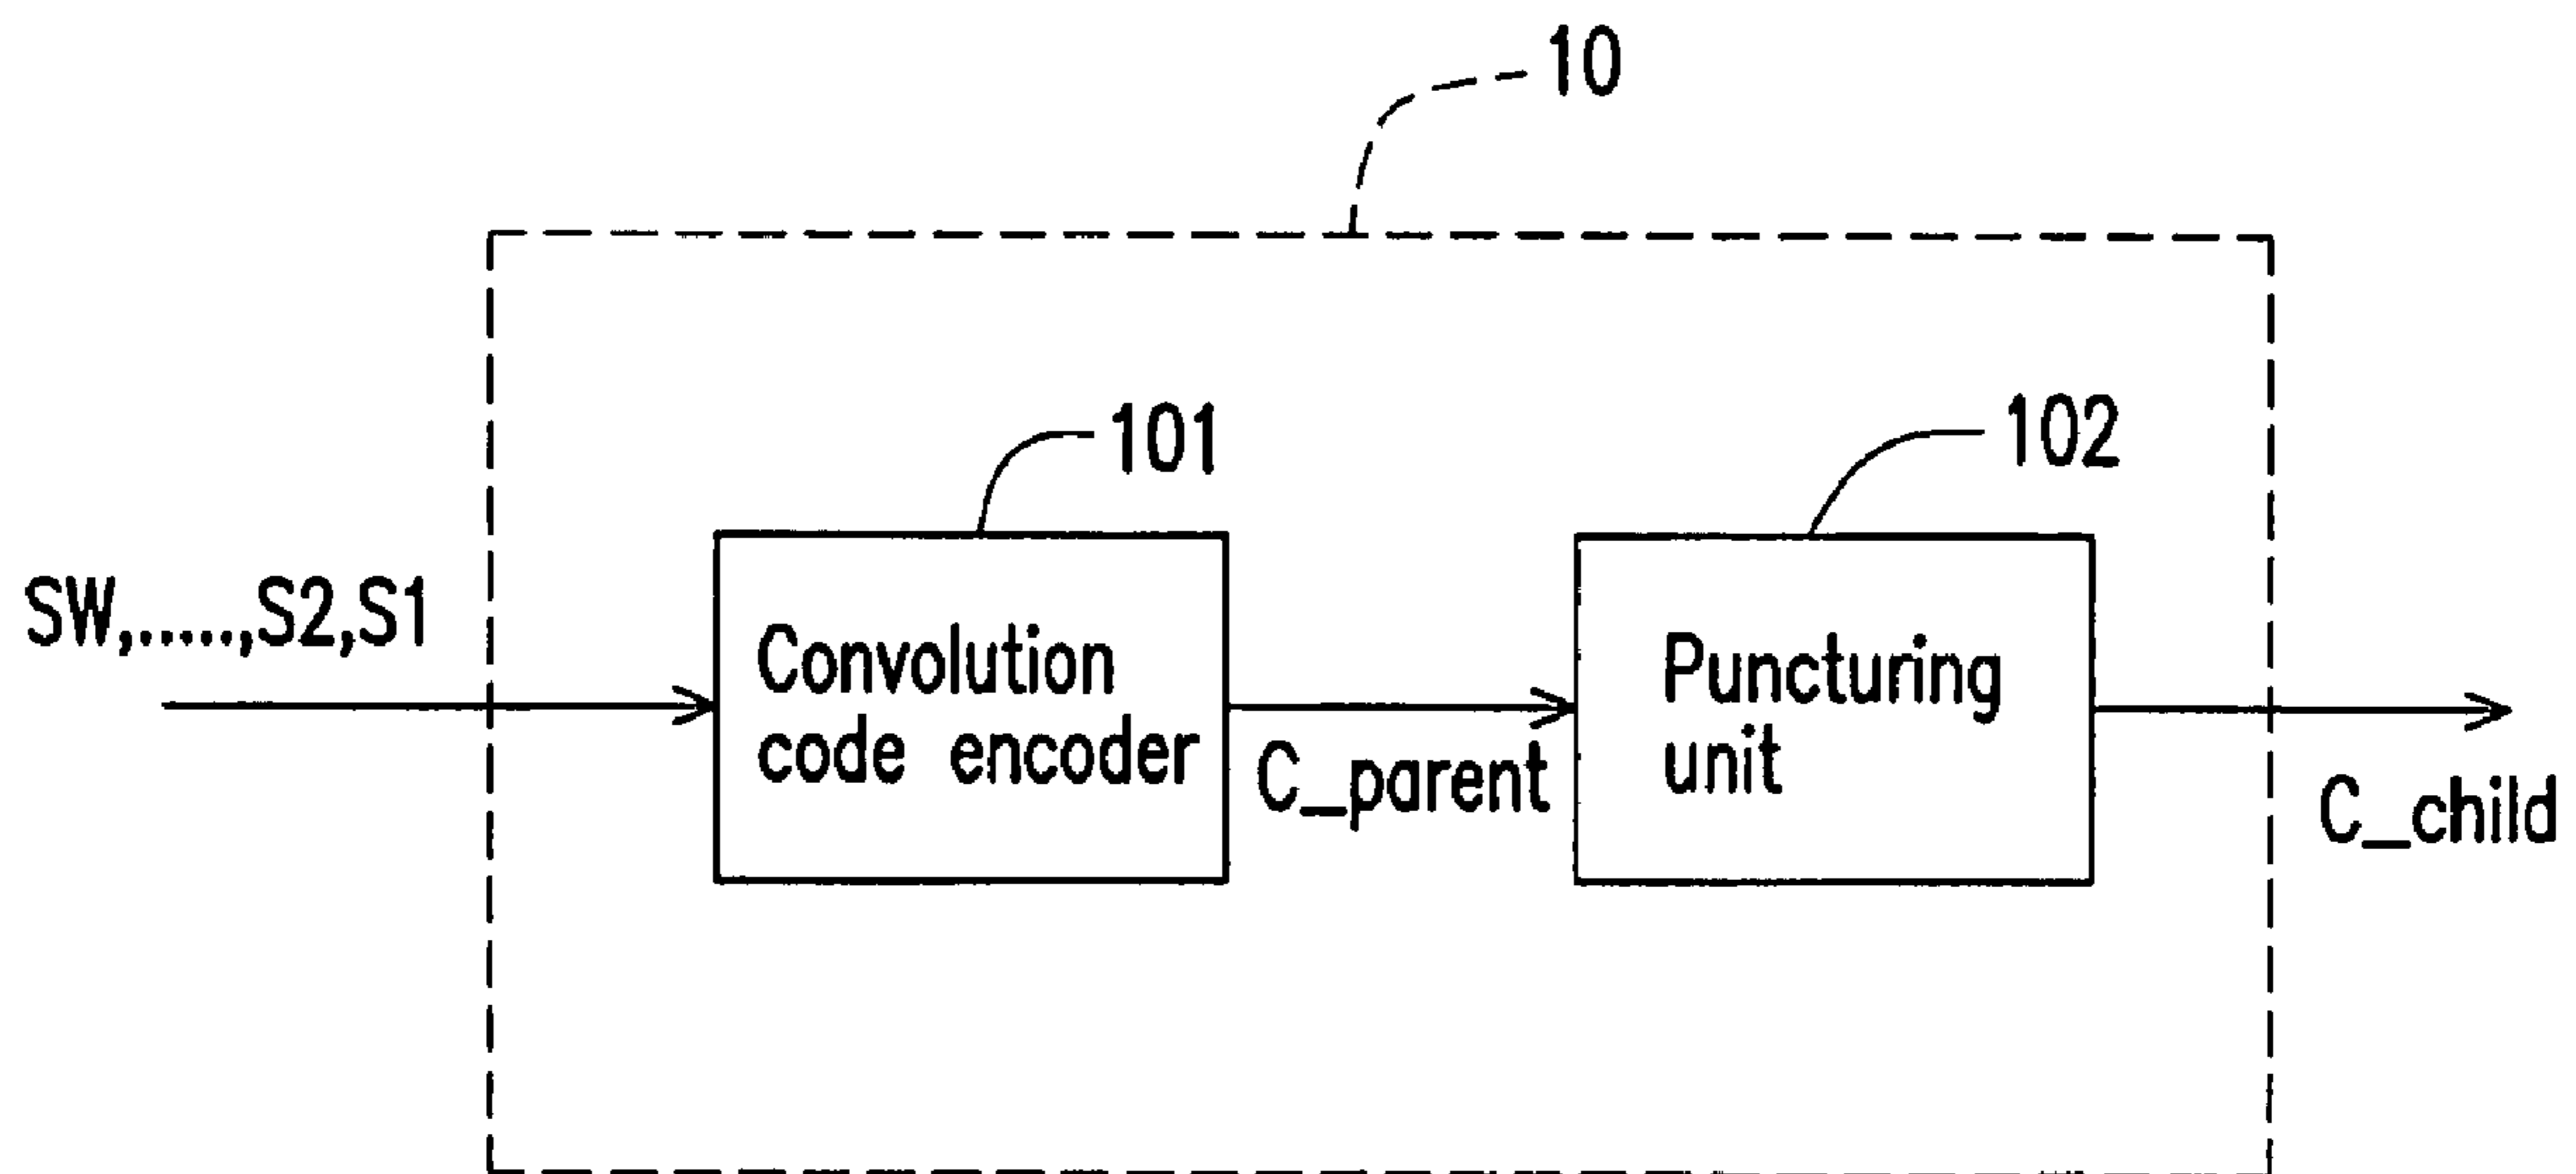 10
101
102
SW,.....,S2,S1
Convolution
code encoder
C_parent
Puncturing
unit
C_child